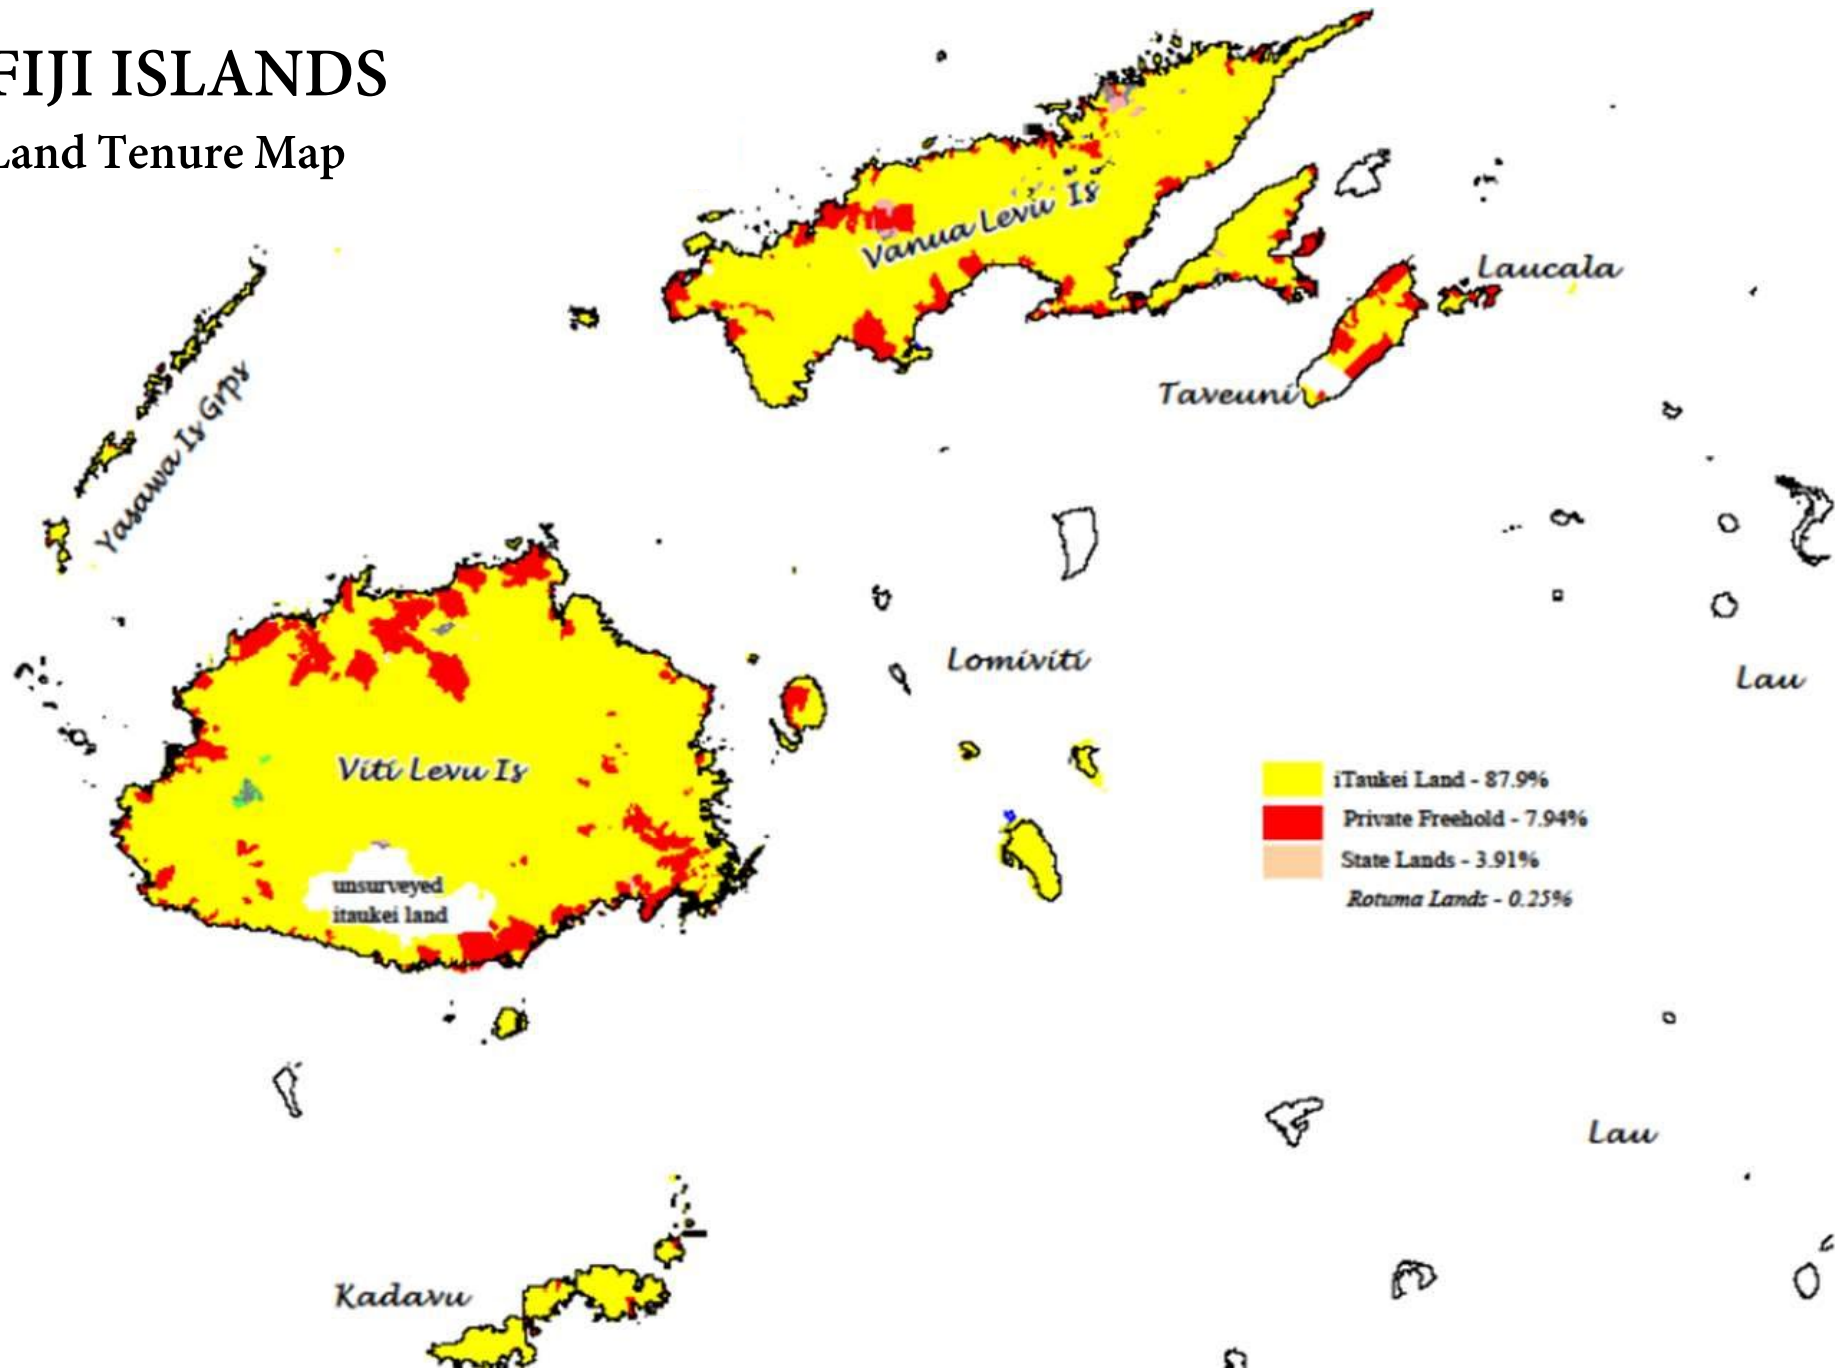 FIJI ISLANDS
Land Tenure Map
Vanua Levu Is
Laucala
Taveuni
Yasawa Is Grps
Lomiviti
Lau
Viti Levu Is
iTaukei Land - 87.9%
Private Freehold - 7.94%
State Lands - 3.91%
Rotuma Lands - 0.25%
unsurveyed
itaukei land
Lau
Kadavu